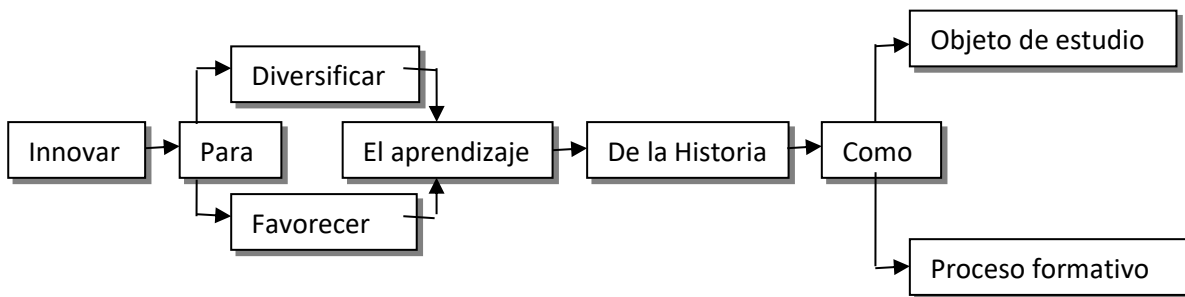 Innovar
Para
Diversificar
Favorecer
El aprendizaje
De la Historia
Como
Objeto de estudio
Proceso formativo